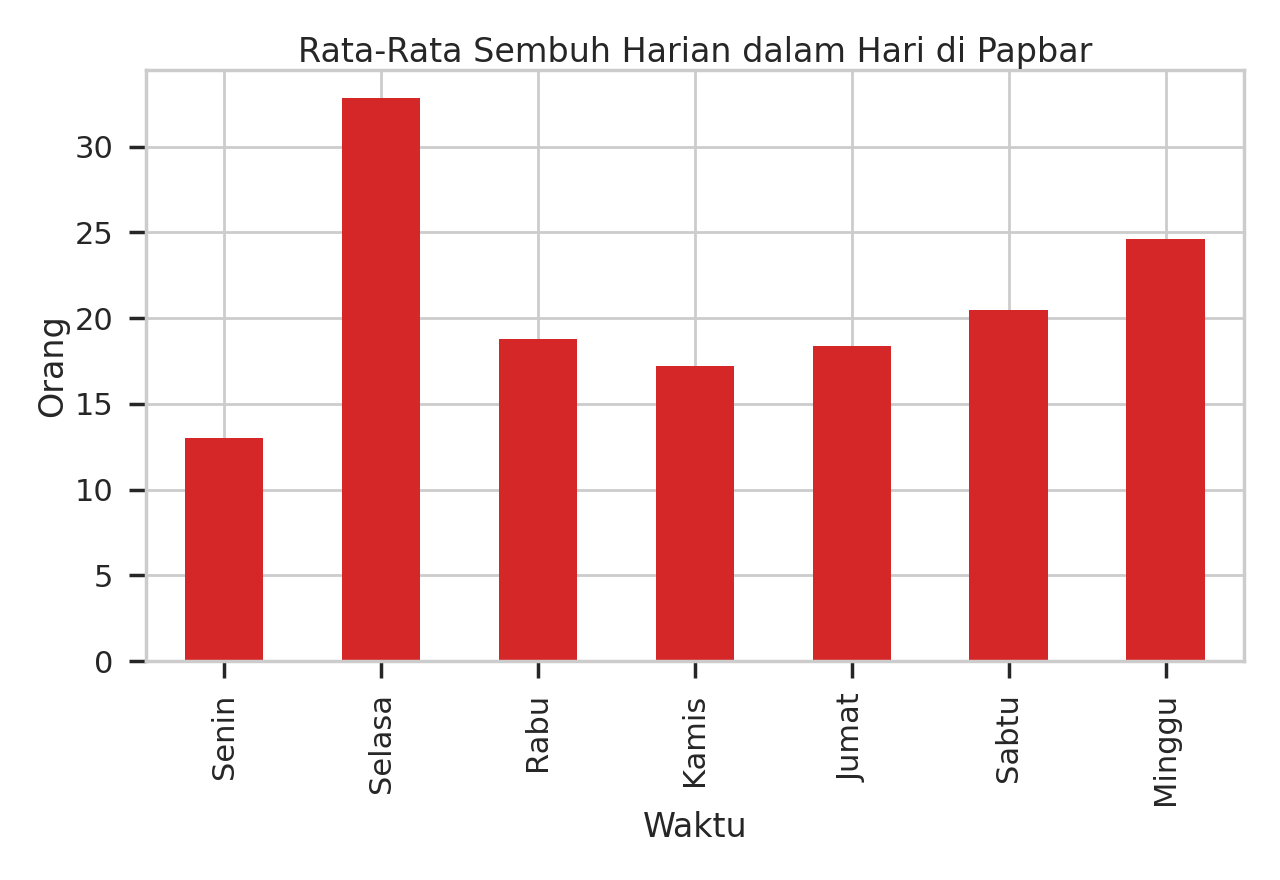 Rata-Rata Sembuh Harian dalam Hari di Papbar
Orang
30
25
20
15
10
5
0
Senin
Selasa
Rabu
Kamis
Jumat
Sabtu
Minggu
Waktu